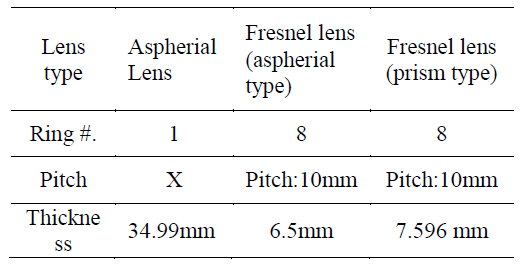 Lens type Aspherial Lens Fresnel lens (aspherial type) Fresnel lens (prism type)
Ring #. 1 8 8
Pitch X Pitch:10mm Pitch:10mm
Thickne ss 34.99mm 6.5mm 7.596 mm